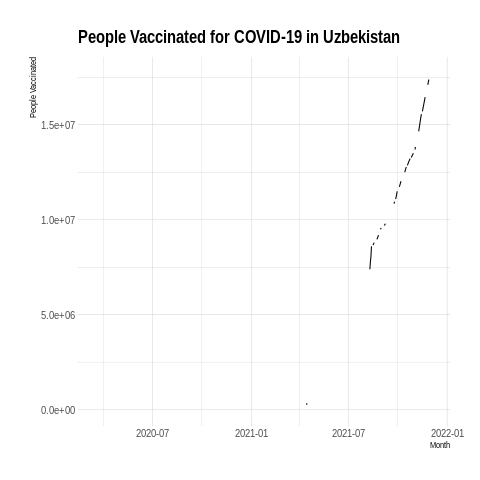 People Vaccinated for COVID-19 in Uzbekistan
People Vaccinated
1.5e+07
1.0e+07
5.0e+06
0.0e+00
2020-07 2021-01 2021-07 2022-01
Month